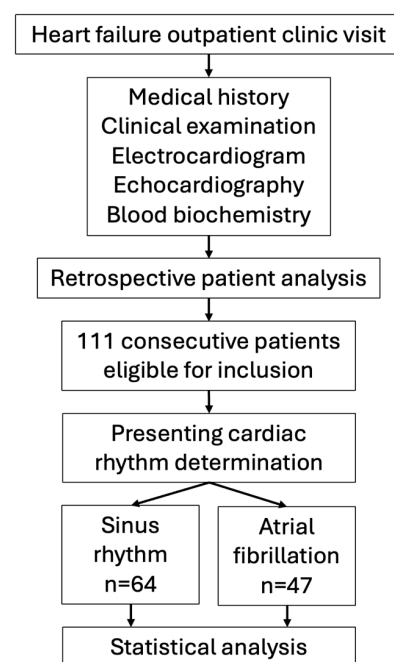 Heart failure outpatient clinic visit
Medical history
Clinical examination
Electrocardiogram
Echocardiography
Blood biochemistry
Retrospective patient analysis
111 consecutive patients
eligible for inclusion
Presenting cardiac
rhythm determination
Sinus
rhythm
n=64
Atrial
fibrillation
n=47
Statistical analysis